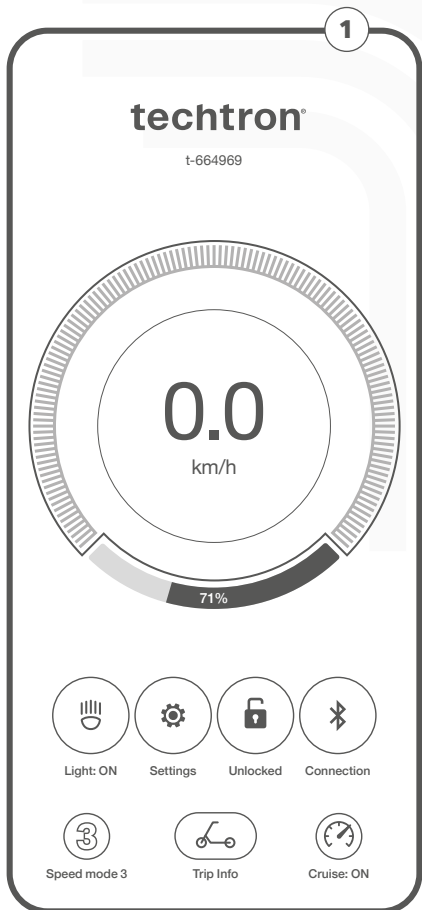 1
techtron®
t-664969
0.0
km/h
71%
Light: ON Settings Unlocked Connection
3
Speed mode 3 Trip Info Cruise: ON